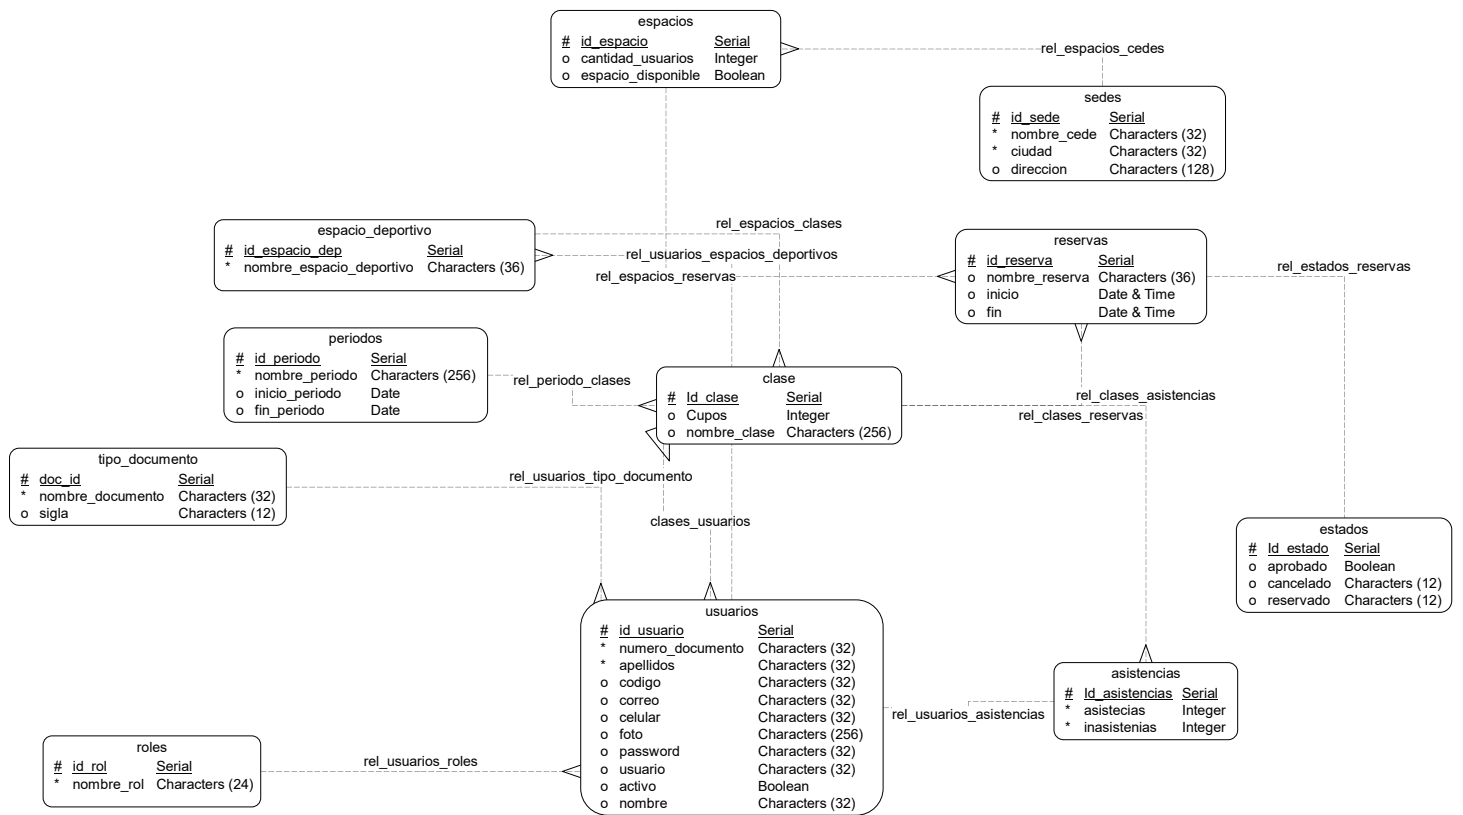 espacios
# id_espacio Serial
o cantidad_usuarios Integer
o espacio_disponible Boolean
rel_espacios_cedes
sedes
# id_sede Serial
* nombre_cede Characters (32)
* ciudad Characters (32)
o direccion Characters (128)
rel_espacios_clases
espacio_deportivo
# id_espacio_dep Serial
* nombre_espacio_deportivo Characters (36)
rel_usuarios_espacios_deportivos
rel_espacios_reservas
reservas
# id_reserva Serial
o nombre_reserva Characters (36)
o inicio Date & Time
o fin Date & Time
rel_estados_reservas
periodos
# id_periodo Serial
* nombre_periodo Characters (256)
o inicio_periodo Date
o fin_periodo Date
rel_periodo_clases
clase
# Id_clase Serial
o Cupos Integer
o nombre_clase Characters (256)
rel_clases_asistencias
rel_clases_reservas
tipo_documento
# doc_id Serial
* nombre_documento Characters (32)
o sigla Characters (12)
rel_usuarios_tipo_documento
clases_usuarios
estados
# Id_estado Serial
o aprobado Boolean
o cancelado Characters (12)
o reservado Characters (12)
usuarios
# id_usuario Serial
* numero_documento Characters (32)
* apellidos Characters (32)
o codigo Characters (32)
o correo Characters (32)
o celular Characters (32)
o foto Characters (256)
o password Characters (32)
o usuario Characters (32)
o activo Boolean
o nombre Characters (32)
rel_usuarios_asistencias
asistencias
# Id_asistencias Serial
* asistecias Integer
* inasistenias Integer
roles
# id_rol Serial
* nombre_rol Characters (24)
rel_usuarios_roles